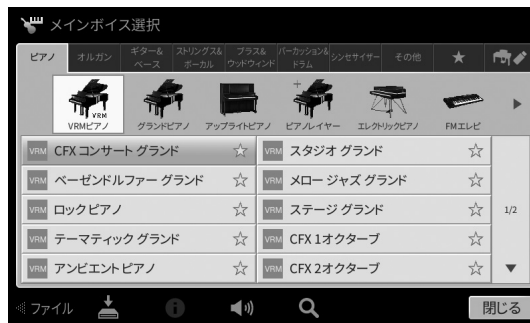 メインボイス選択
ピアノ
オルガン
ギター&
ベース
ストリングス&
ボーカル
ブラス&
ウッドウィンド
パーカッション&
ドラム
シンセサイザー
その他
VRM
VRMピアノ
グランドピアノ
アップライトピアノ
ピアノレイヤー
エレクトリックピアノ
FMエレピ
VRM CFX コンサート グランド
VRM スタジオ グランド
VRM ベーゼンドルファー グランド
VRM メロー ジャズ グランド
VRM ロックピアノ
VRM ステージ グランド
1/2
VRM テーマティック グランド
VRM CFX 1オクターブ
VRM アンビエントピアノ
VRM CFX 2オクターブ
ファイル
閉じる